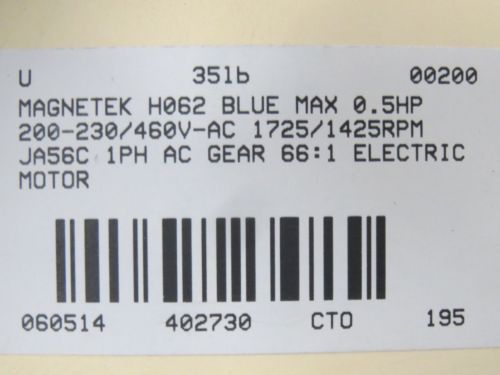 U 35lb 00200
MAGNETEK H062 BLUE MAX 0.5HP
200-230/460V-AC 1725/1425RPM
JA56C 1PH AC GEAR 66:1 ELECTRIC
MOTOR
060514 402730 CTO 195